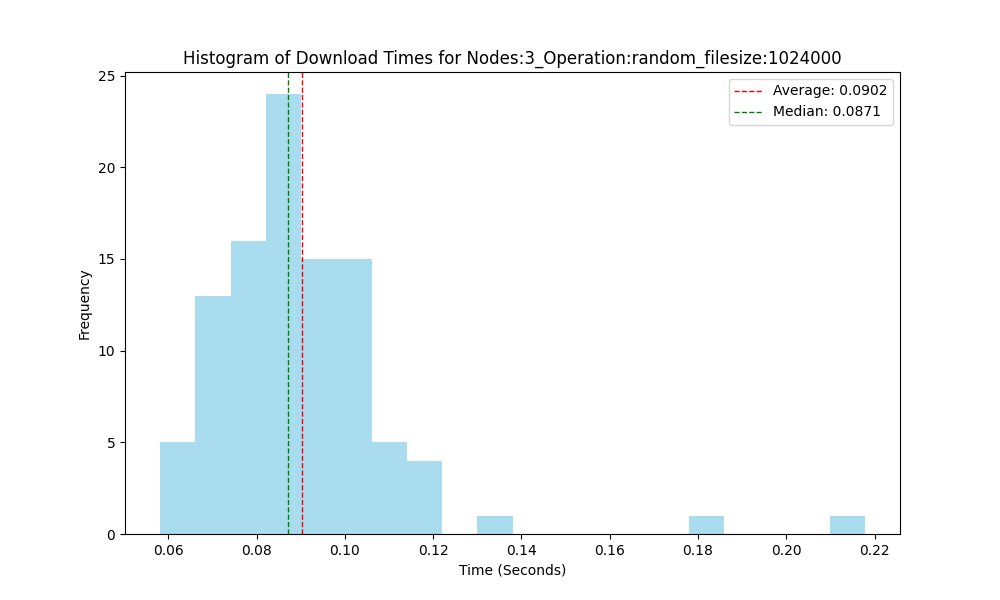 Histogram of Download Times for Nodes:3_Operation:random_filesize:1024000
Average: 0.0902
Median: 0.0871
Frequency
25
20
15
10
5
0
0.06 0.08 0.10 0.12 0.14 0.16 0.18 0.20 0.22
Time (Seconds)